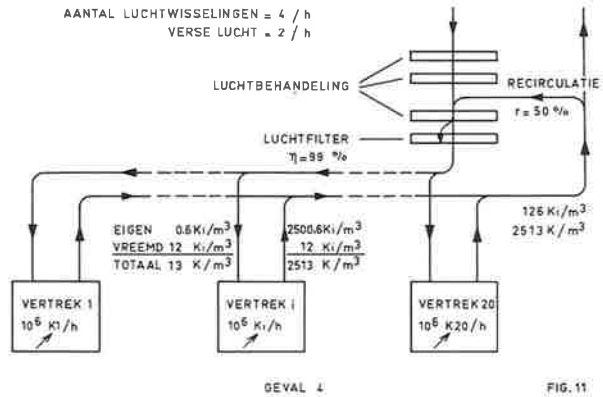 AANTAL LUCHTWISSELINGEN = 4 / h
VERSE LUCHT = 2 / h
LUCHTBEHANDELING
RECIRCULATIE
r = 50 %
LUCHTFILTER
η = 99 %
126 Ki/m³
2513 K/m³
EIGEN 0.6 Ki/m³
VREEMD 12 Ki/m³
TOTAAL 13 K/m³
2500.6 Ki/m³
12 Ki/m³
2513 K/m³
VERTREK 1
10⁶ K1/h
VERTREK i
10⁶ Ki/h
VERTREK 20
10⁶ K20/h
GEVAL 4
FIG. 11